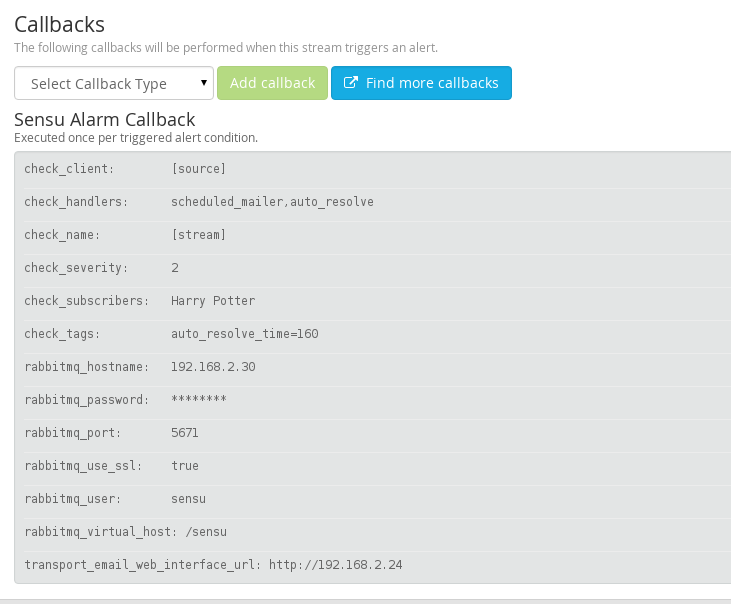 Callbacks
The following callbacks will be performed when this stream triggers an alert.
Select Callback Type
Add callback
Find more callbacks
Sensu Alarm Callback
Executed once per triggered alert condition.
check_client: [source]
check_handlers: scheduled_mailer,auto_resolve
check_name: [stream]
check_severity: 2
check_subscribers: Harry Potter
check_tags: auto_resolve_time=160
rabbitmq_hostname: 192.168.2.30
rabbitmq_password: ********
rabbitmq_port: 5671
rabbitmq_use_ssl: true
rabbitmq_user: sensu
rabbitmq_virtual_host: /sensu
transport_email_web_interface_url: http://192.168.2.24